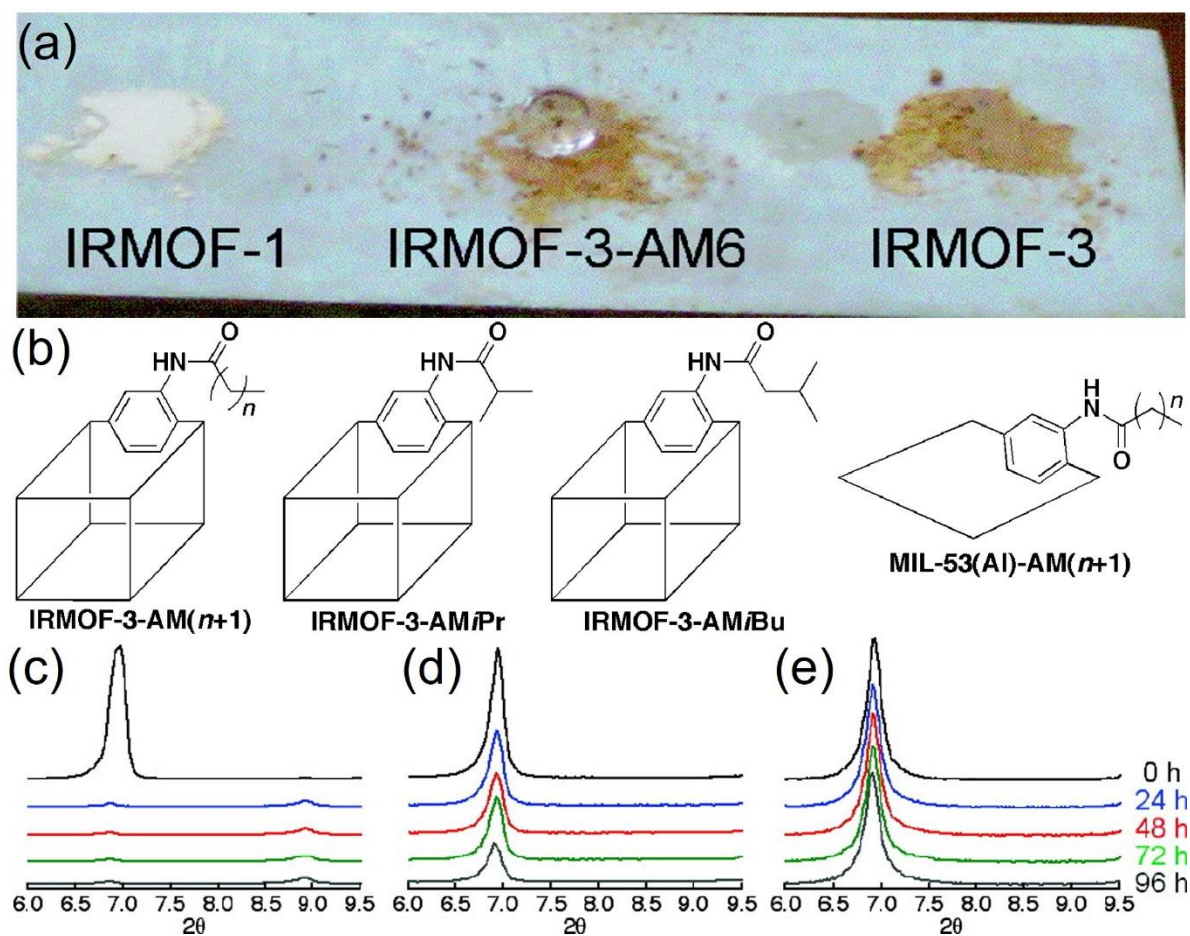 (a)
IRMOF-1 IRMOF-3-AM6 IRMOF-3
(b)
O O O
HN HN HN
n
H
N
n
O
IRMOF-3-AM(n+1) IRMOF-3-AMiPr IRMOF-3-AMiBu
MIL-53(Al)-AM(n+1)
(c) (d) (e)
0 h
24 h
48 h
72 h
96 h
6.0 6.5 7.0 7.5 8.0 8.5 9.0 9.5 6.0 6.5 7.0 7.5 8.0 8.5 9.0 9.5 6.0 6.5 7.0 7.5 8.0 8.5 9.0 9.5
2θ 2θ 2θ